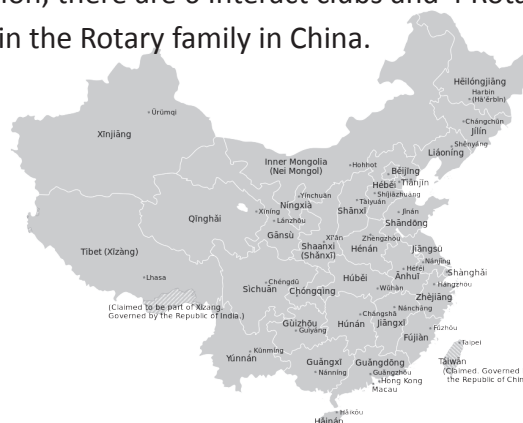 ion, there are 6 Interact clubs and 4 Rota
in the Rotary family in China.
Hēilóngjiāng
Harbin
(Hā'ěrbīn)
Ürümqi
Chángchūn
Jílín
Xīnjiāng
Shěnyáng
Liáoníng
Inner Mongolia
(Nei Mongol)
Hohhot
Běijīng
Tiānjīn
Héběi
Shíjiāzhuāng
Yínchuān
Níngxià
Tàiyuán
Shānxī
Jǐnán
Shāndōng
Qīnghǎi
Xīníng
Lánzhōu
Gānsù
Zhèngzhōu
Xī'ān
Shaanxi
(Shǎnxī)
Hénán
Jiāngsū
Tibet (Xīzàng)
Nánjīng
Héféi
Ānhuī
Shànghǎi
Lhasa
Chéngdū
Sìchuān
Chóngqìng
Húběi
Wǔhàn
Hángzhōu
Zhèjiāng
(Claimed to be part of Xizang.
Governed by the Republic of India.)
Chángshā
Nánchāng
Gùizhōu
Guìyáng
Húnán
Jiāngxī
Fúzhōu
Fújiàn
Taipei
Kūnmíng
Yúnnán
Guǎngxī
Guǎngdōng
Nánníng
Guǎngzhōu
Hong Kong
Macau
Táiwān
(Claimed. Governed
the Republic of Chin
Hǎikǒu
Hǎinán